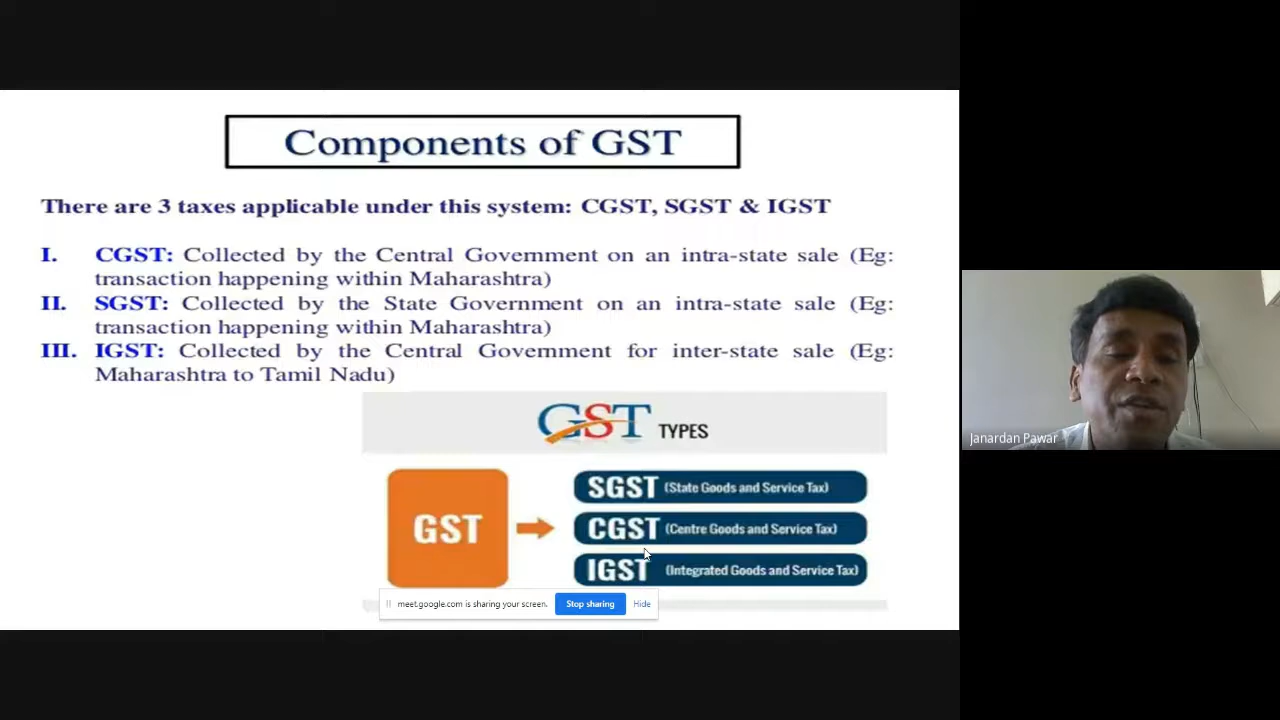 Components of GST
There are 3 taxes applicable under this system: CGST, SGST & IGST
I. CGST: Collected by the Central Government on an intra-state sale (Eg:
transaction happening within Maharashtra)
II. SGST: Collected by the State Government on an intra-state sale (Eg:
transaction happening within Maharashtra)
III. IGST: Collected by the Central Government for inter-state sale (Eg:
Maharashtra to Tamil Nadu)
GST TYPES
GST
SGST (State Goods and Service Tax)
CGST (Centre Goods and Service Tax)
IGST (Integrated Goods and Service Tax)
meet.google.com is sharing your screen. Stop sharing Hide
Janardan Pawar